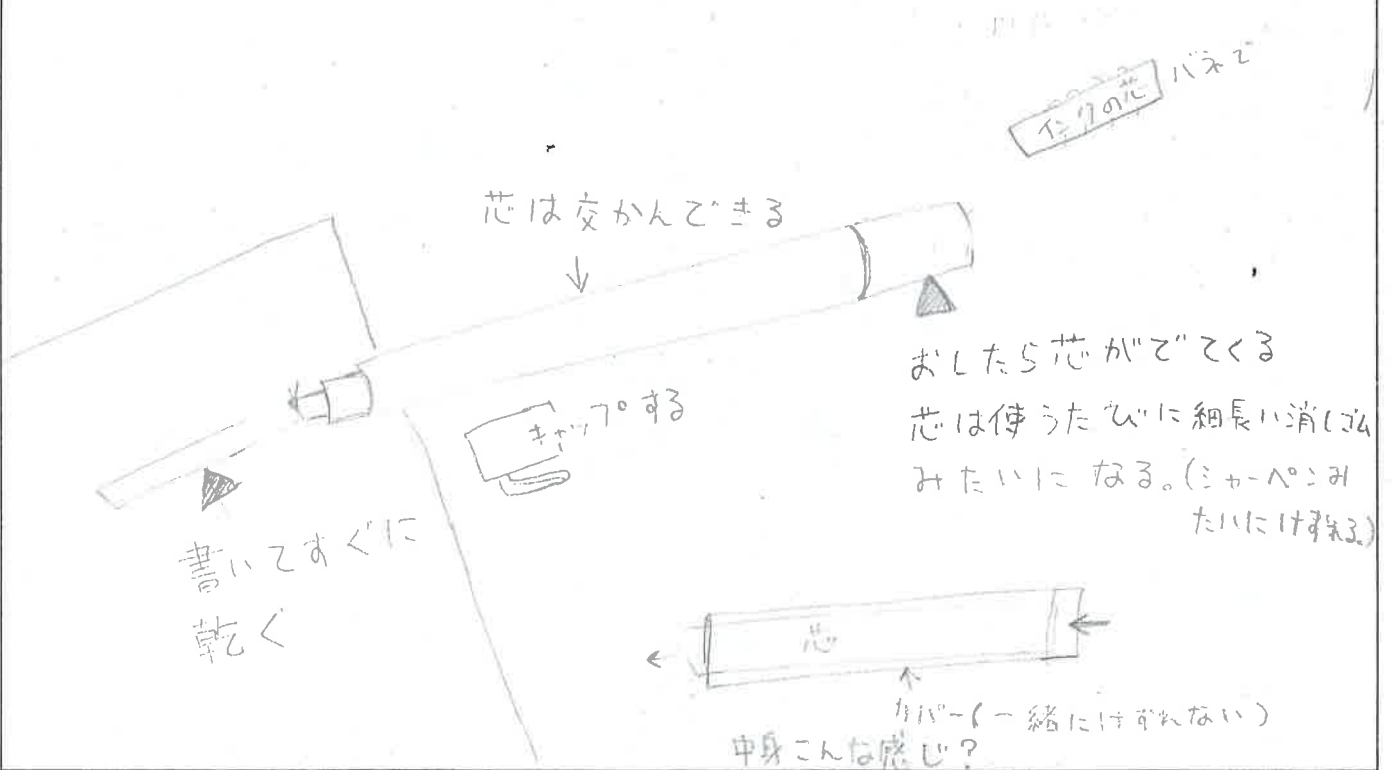 インクの芯
バネで
芯は交かんできる
キャップする
おしたら芯がでてくる
芯は使うたびに細長い消しゴム
みたいになる。(シャーペンみ
たいにけずれる。)
書いてすぐに
乾く
芯
カバー(一緒にけずれない)
中身こんな感じ?